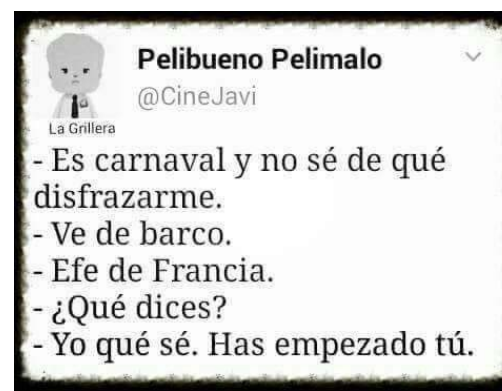 Pelibueno Pelimalo
@CineJavi
La Grillera
- Es carnaval y no sé de qué
disfrazarme.
- Ve de barco.
- Efe de Francia.
- ¿Qué dices?
- Yo qué sé. Has empezado tú.